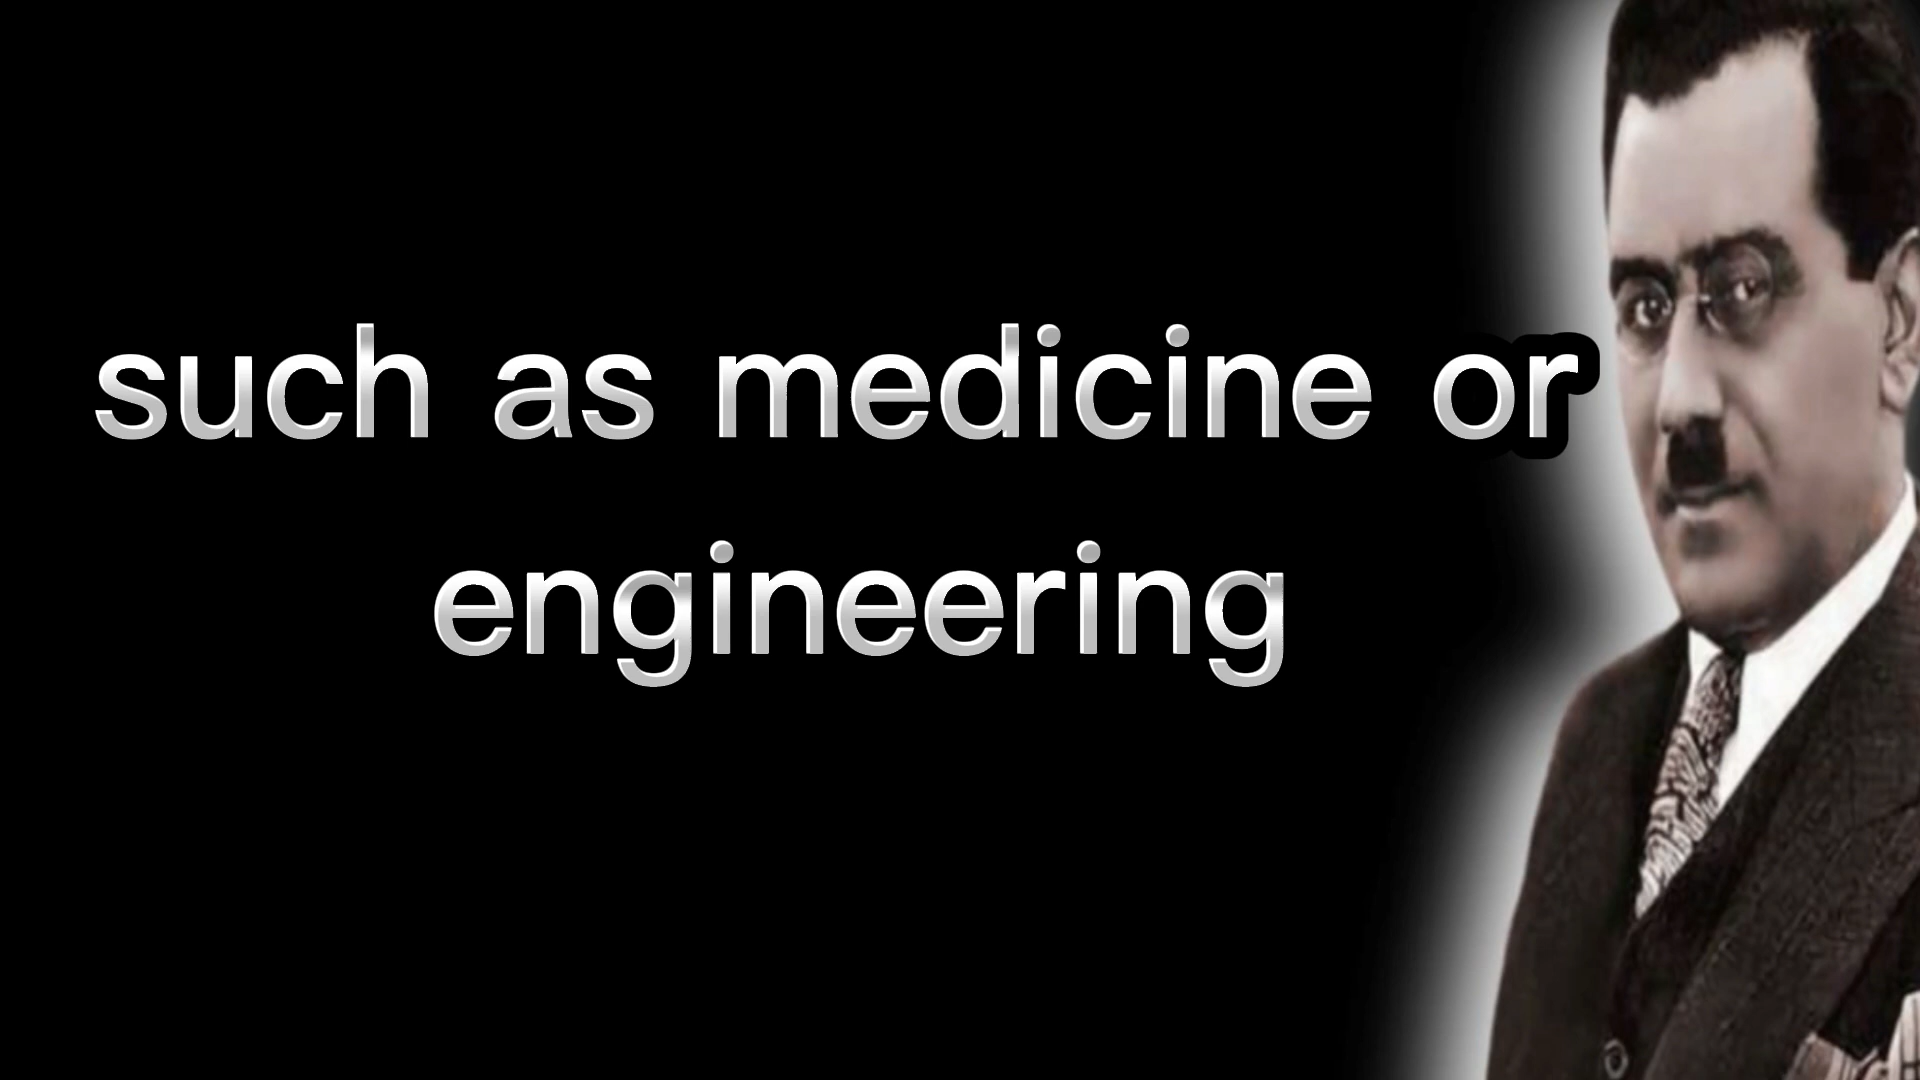 such as medicine or
engineering